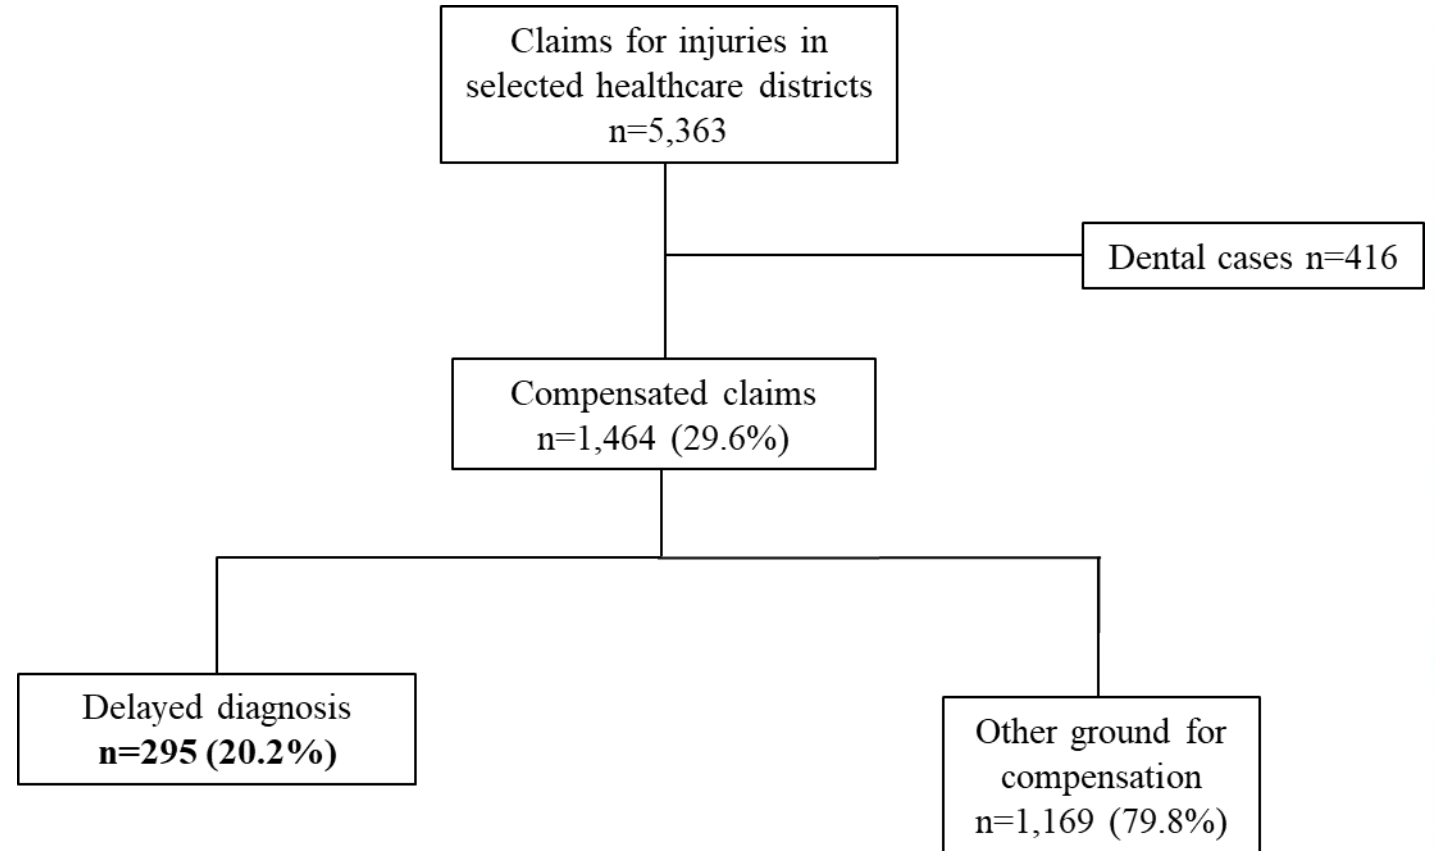 Claims for injuries in
selected healthcare districts
n=5,363
Dental cases n=416
Compensated claims
n=1,464 (29.6%)
Delayed diagnosis
n=295 (20.2%)
Other ground for
compensation
n=1,169 (79.8%)